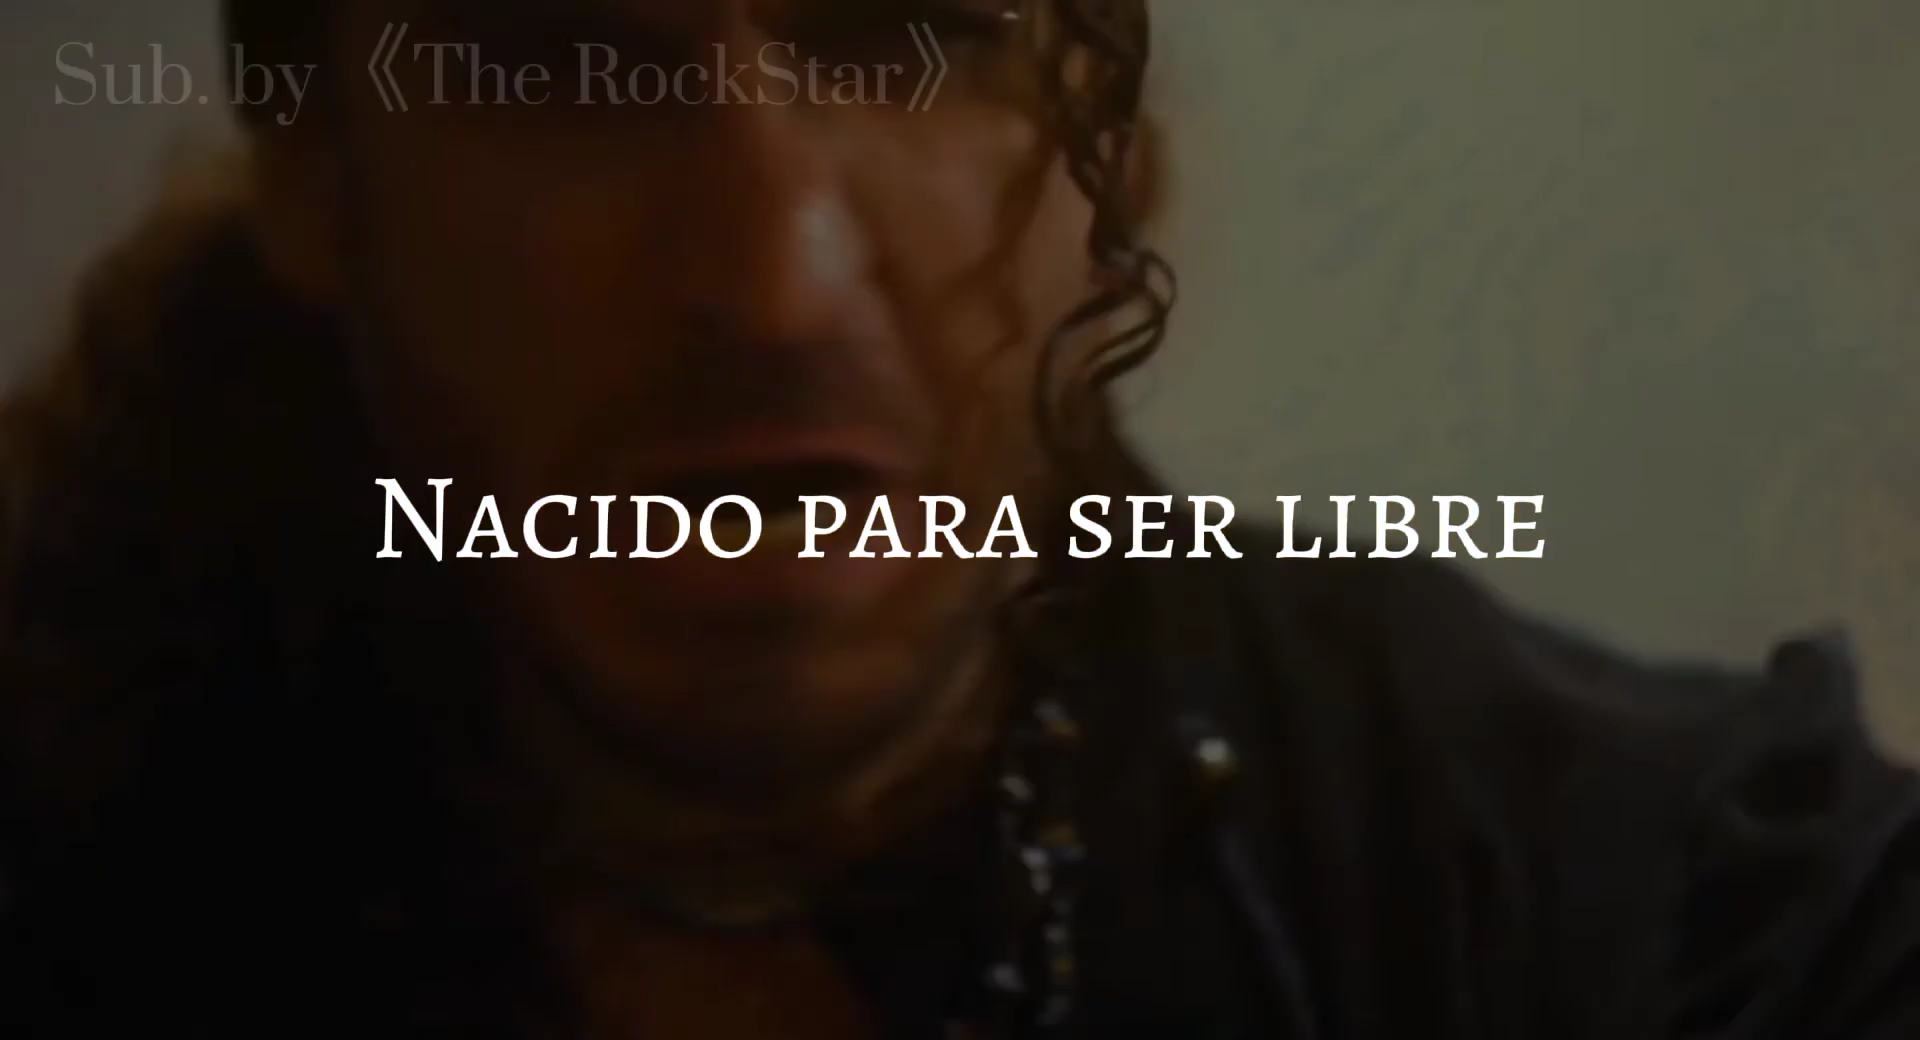 Sub. by 《The RockStar》
Nacido para ser libre